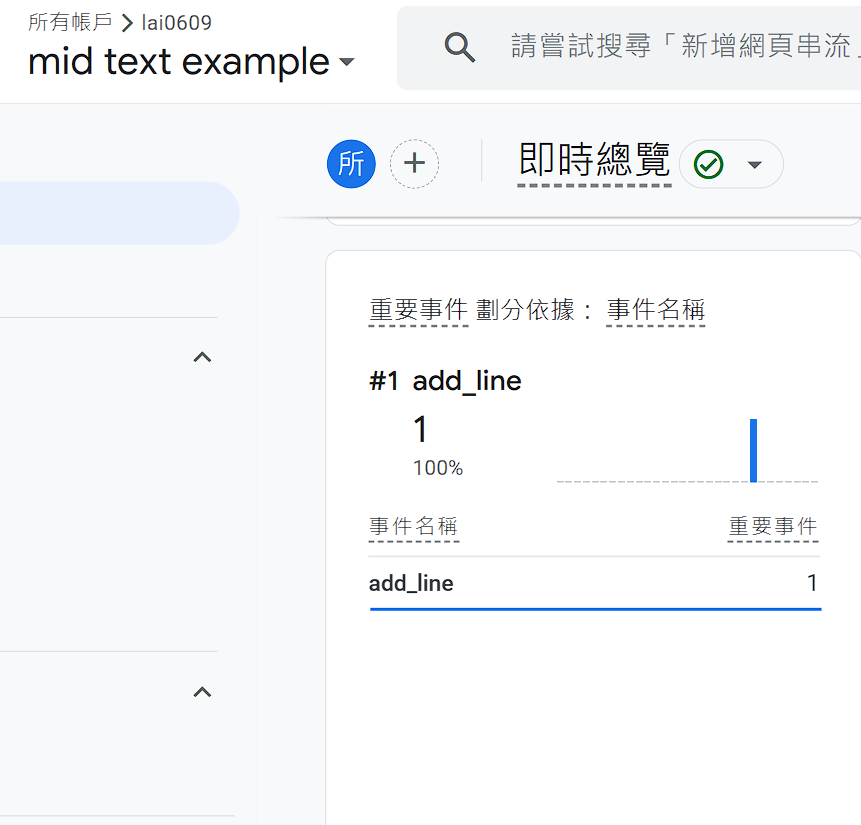 所有帳戶 > lai0609
mid text example
請嘗試搜尋「新增網頁串流」
所
+
即時總覽
重要事件 劃分依據： 事件名稱
#1 add_line
1
100%
事件名稱 重要事件
add_line 1